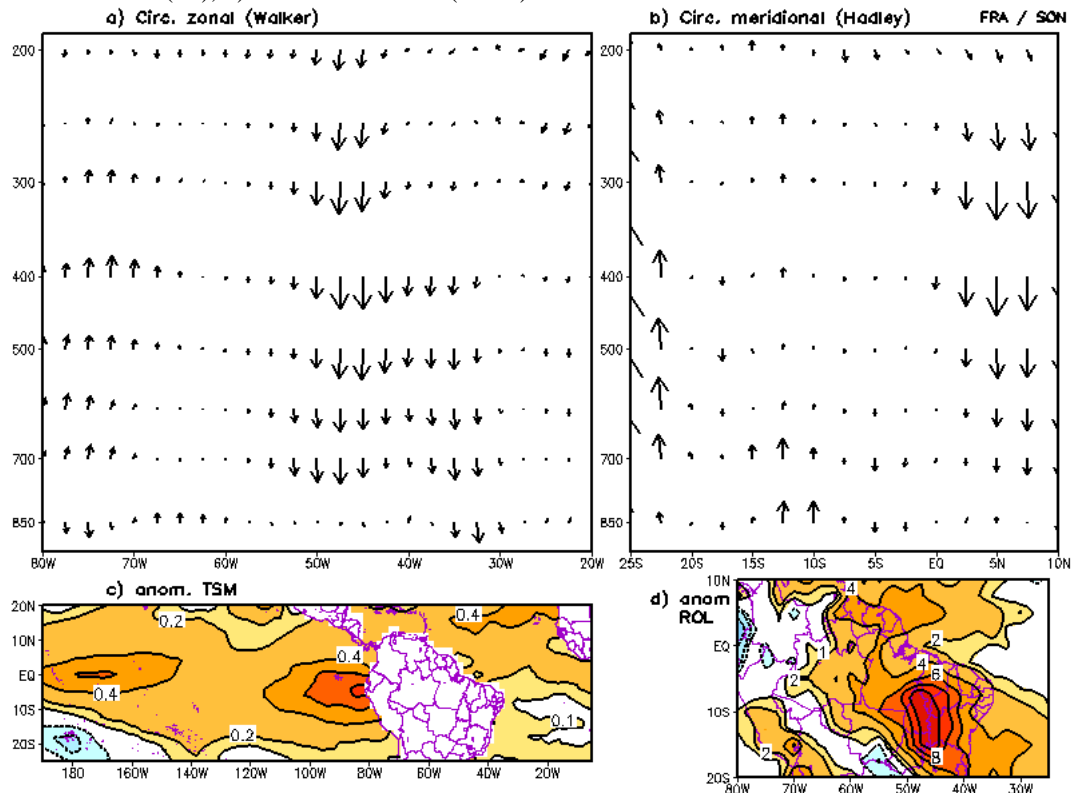 a) Circ. zonal (Walker)
b) Circ. meridional (Hadley) FRA / SON
200
300
400
500
700
850
80W 70W 60W 50W 40W 30W 20W
200
300
400
500
700
850
25S 20S 15S 10S 5S EQ 5N 10N
c) anom. TSM
20N
10N
EQ
10S
20S
180 160W 140W 120W 100W 80W 60W 40W 20W
0.2
0.4
0.4
0.4
0.2
0.1
d) anom
ROL
10N
EQ
10S
20S
80W 70W 60W 50W 40W 30W
4
2
1
4
6
2
2
8